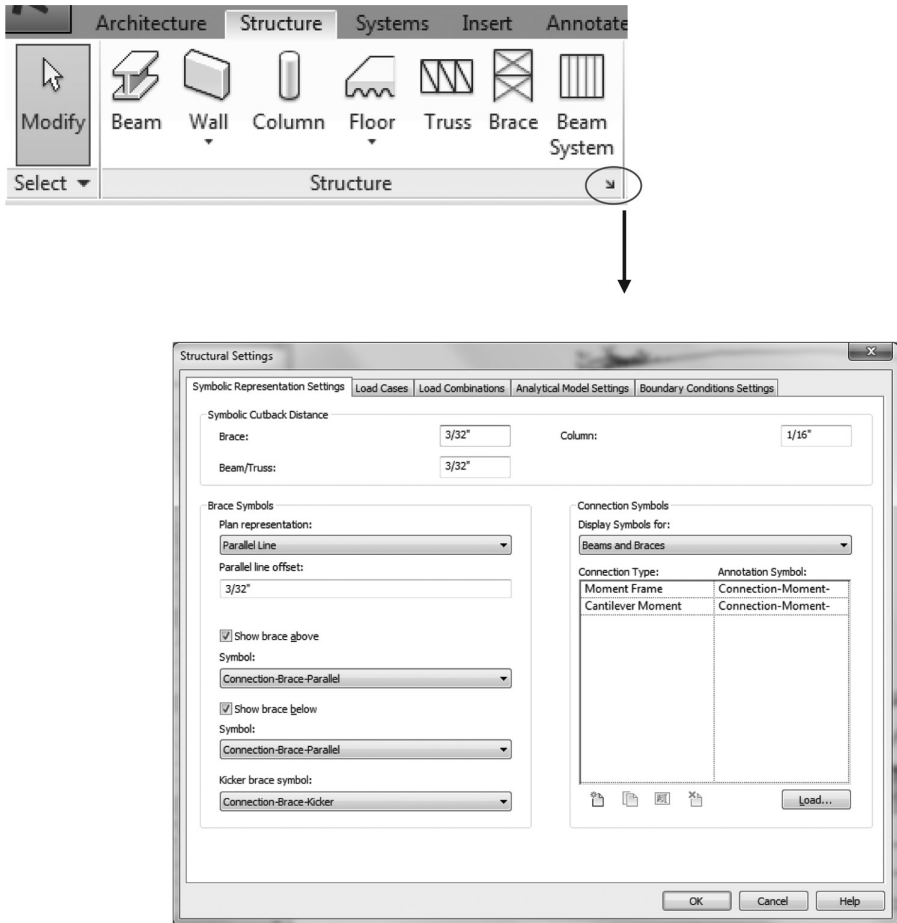 Architecture Structure Systems Insert Annotate
Modify Beam Wall Column Floor Truss Brace Beam System
Select Structure
Structural Settings
Symbolic Representation Settings Load Cases Load Combinations Analytical Model Settings Boundary Conditions Settings
Symbolic Cutback Distance
Brace: 3/32" Column: 1/16"
Beam/Truss: 3/32"
Brace Symbols
Plan representation:
Parallel Line
Parallel line offset:
3/32"
Show brace above
Symbol:
Connection-Brace-Parallel
Show brace below
Symbol:
Connection-Brace-Parallel
Kicker brace symbol:
Connection-Brace-Kicker
Connection Symbols
Display Symbols for:
Beams and Braces
Connection Type: Annotation Symbol:
Moment Frame Connection-Moment-
Cantilever Moment Connection-Moment-
Load...
OK Cancel Help